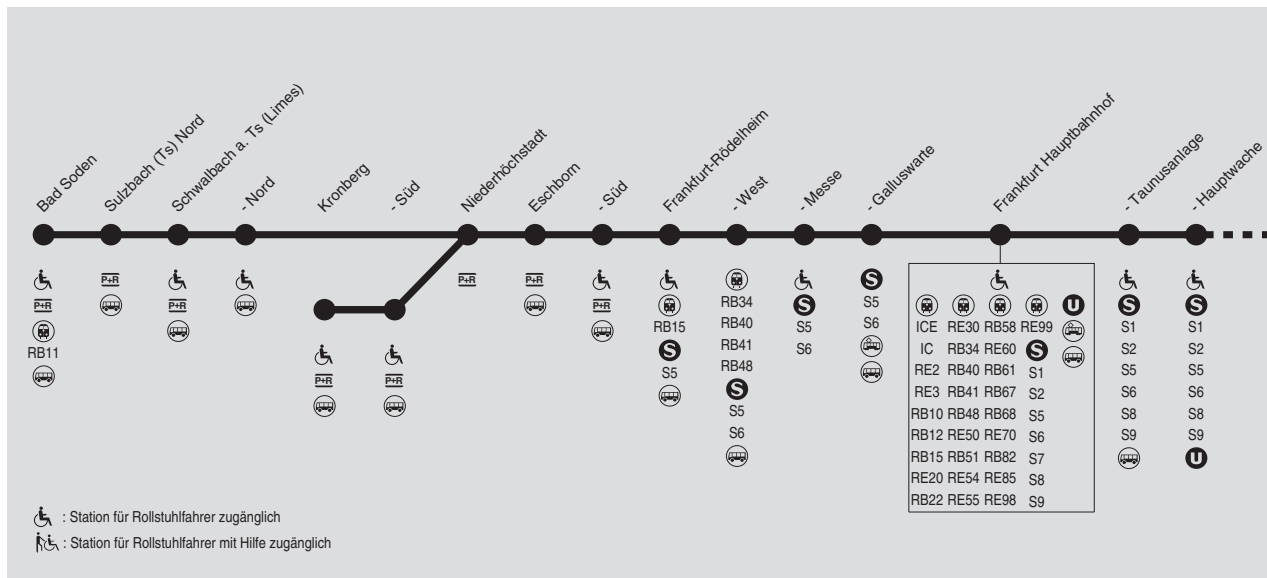 Bad Soden
Sulzbach (Ts) Nord
Schwalbach a. Ts (Limes)
- Nord
Kronberg
- Süd
Niederhöchstadt
Eschborn
- Süd
Frankfurt-Rödelheim
- West
- Messe
- Galluswarte
Frankfurt Hauptbahnhof
- Taunusanlage
- Hauptwache
P+R
RB11
P+R
P+R
P+R
P+R
P+R
P+R
P+R
RB15
S
S5
RB34
RB40
RB41
RB48
S
S5
S6
S
S5
S6
S
S5
S6
U
ICE RE30 RB58 RE99
IC RB34 RE60 S
RE2 RB40 RB61 S1
RE3 RB41 RB67 S2
RB10 RB48 RB68 S5
RB12 RE50 RE70 S6
RB15 RB51 RB82 S7
RE20 RE54 RE85 S8
RB22 RE55 RE98 S9
S
S1
S2
S5
S6
S8
S9
S
S1
S2
S5
S6
S8
S9
U
: Station für Rollstuhlfahrer zugänglich
: Station für Rollstuhlfahrer mit Hilfe zugänglich